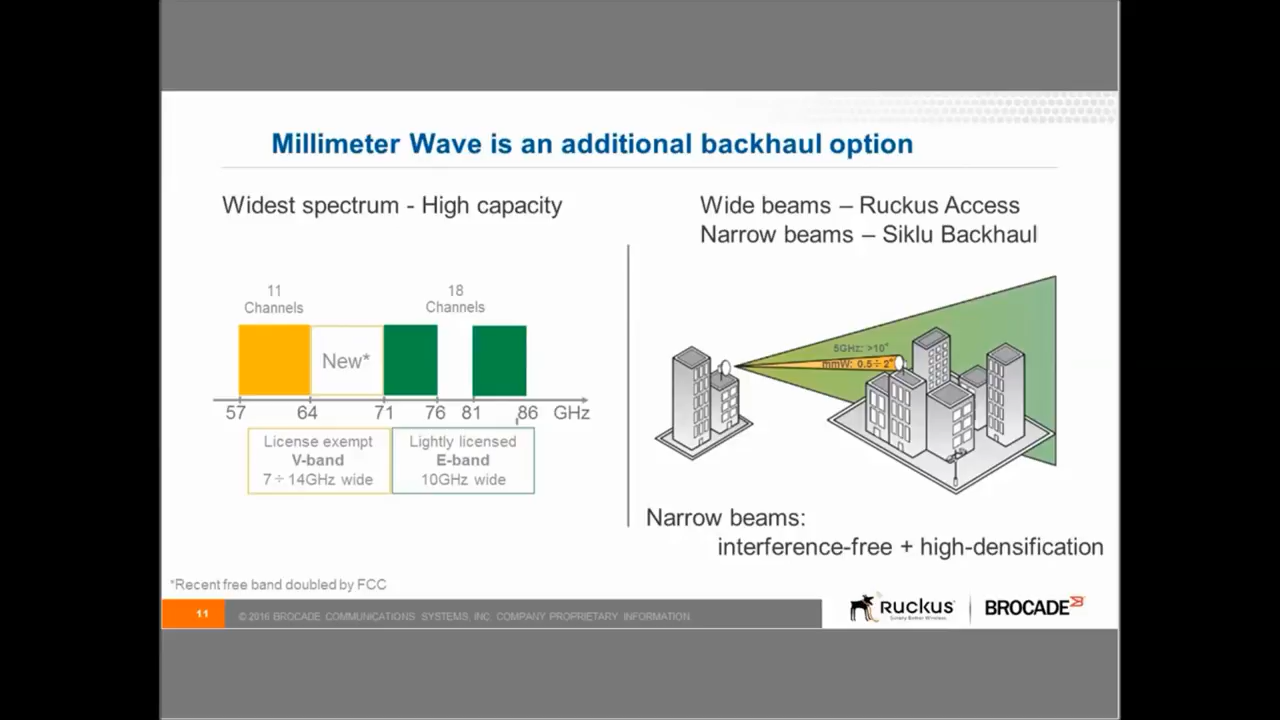 Millimeter Wave is an additional backhaul option
Widest spectrum - High capacity
11
Channels
18
Channels
New*
57
64
71
76
81
86
GHz
License exempt
V-band
7 ÷ 14GHz wide
Lightly licensed
E-band
10GHz wide
Wide beams – Ruckus Access
Narrow beams – Siklu Backhaul
5GHz: >10°
mmW: 0.5 ÷ 2°
Narrow beams:
interference-free + high-densification
*Recent free band doubled by FCC
11
© 2016 BROCADE COMMUNICATIONS SYSTEMS, INC. COMPANY PROPRIETARY INFORMATION
RUCKUS
Simply Better Wireless.
BROCADE